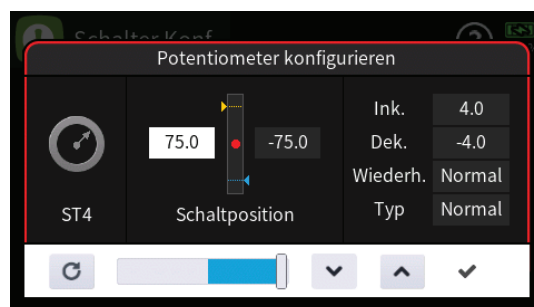 Schalter Konf
Potentiometer konfigurieren
Ink. 4.0
75.0 -75.0 Dek. -4.0
Wiederh. Normal
ST4 Schaltposition Typ Normal